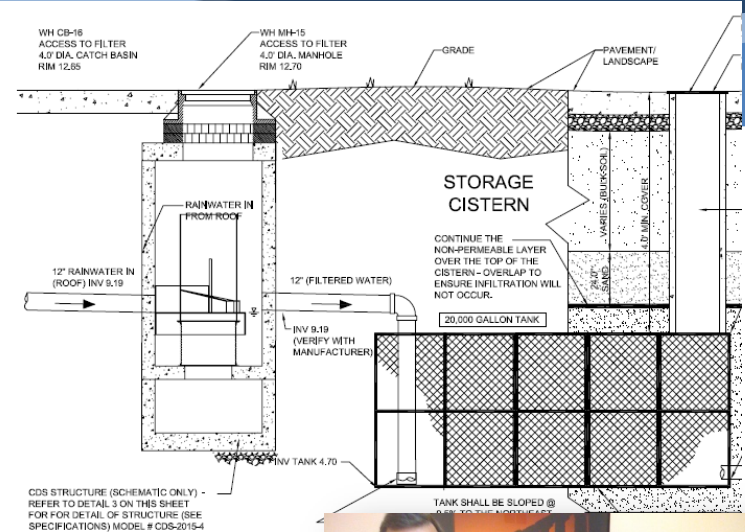 WH CB-16
ACCESS TO FILTER
4.0' DIA. CATCH BASIN
RIM 12.65
WH MH-15
ACCESS TO FILTER
4.0' DIA. MANHOLE
RIM 12.70
GRADE
PAVEMENT/
LANDSCAPE
RAINWATER IN
FROM ROOF
STORAGE
CISTERN
VARIES (BULK SOIL)
4.0' MIN. COVER
24.0"
SAND
CONTINUE THE
NON-PERMEABLE LAYER
OVER THE TOP OF THE
CISTERN - OVERLAP TO
ENSURE INFILTRATION WILL
NOT OCCUR.
12" RAINWATER IN
(ROOF) INV 9.19
12" (FILTERED WATER)
20,000 GALLON TANK
INV 9.19
(VERIFY WITH
MANUFACTURER)
INV TANK 4.70
CDS STRUCTURE (SCHEMATIC ONLY) -
REFER TO DETAIL 3 ON THIS SHEET
FOR FOR DETAIL OF STRUCTURE (SEE
SPECIFICATIONS) MODEL # CDS-2015-4
TANK SHALL BE SLOPED @
TO THE NORTHEAST